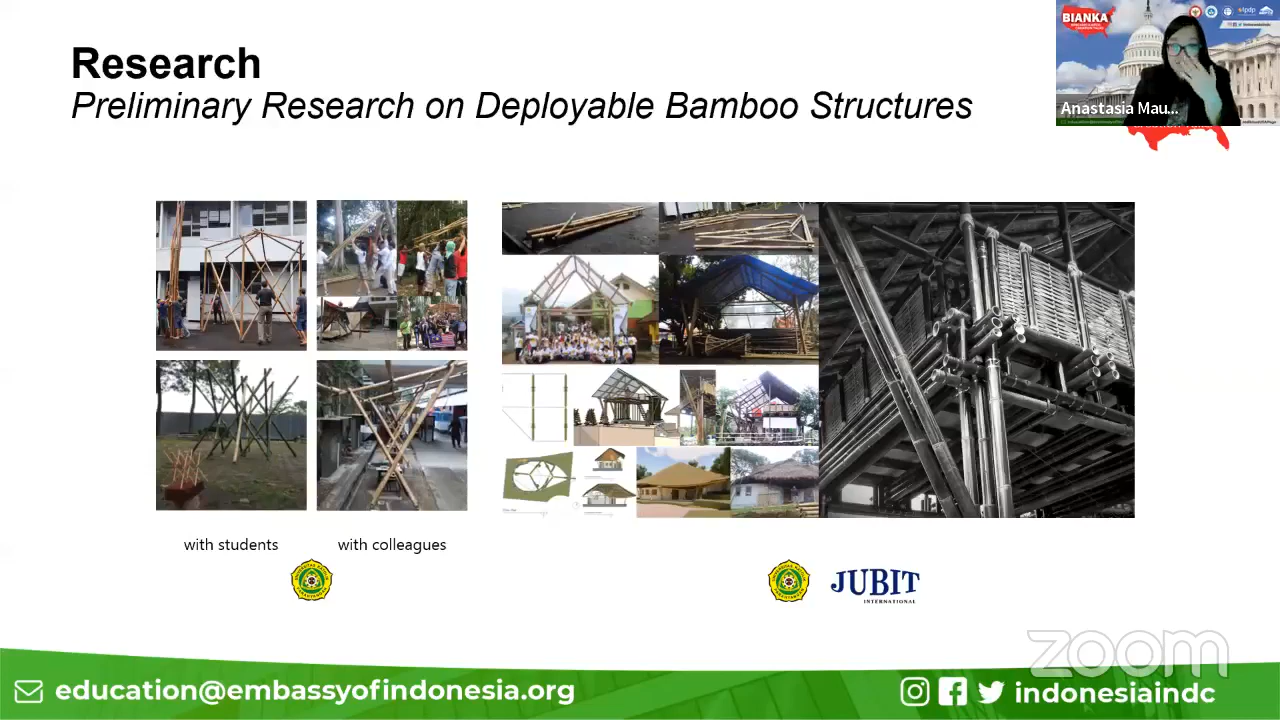 Research
Preliminary Research on Deployable Bamboo Structures
BIANKA
Anastasia Mau...
with students
with colleagues
JUBIT
INTERNATIONAL
zoom
education@embassyofindonesia.org
indonesiaindc